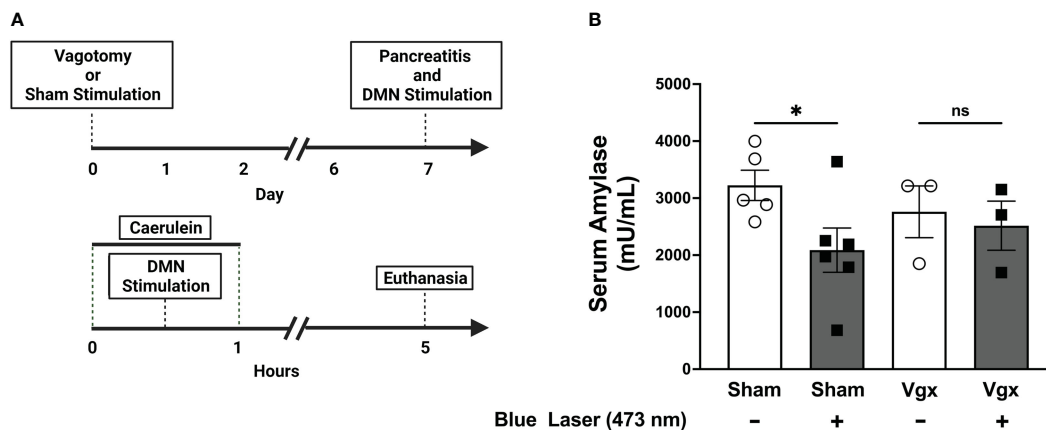 A
Vagotomy
or
Sham Stimulation
Pancreatitis
and
DMN Stimulation
0 1 2 6 7
Day
Caerulein
DMN
Stimulation
Euthanasia
0 1 5
Hours
B
Serum Amylase
(mU/mL)
5000
4000
3000
2000
1000
0
* ns
Sham Sham Vgx Vgx
Blue Laser (473 nm) - + - +